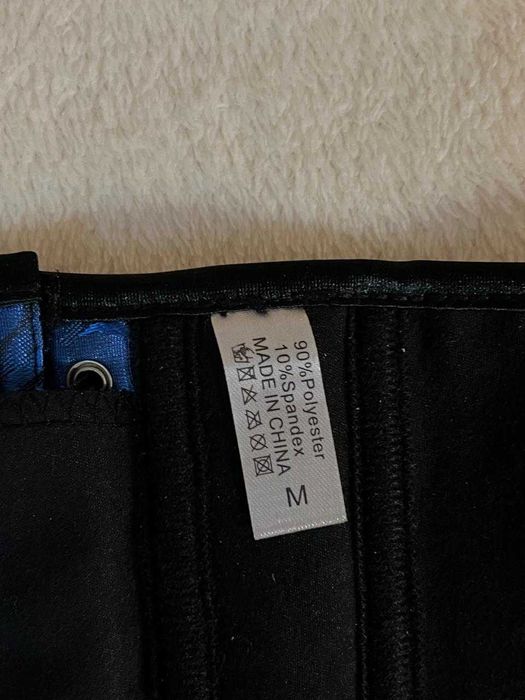 90%Polyester
10%Spandex
MADE IN CHINA
M